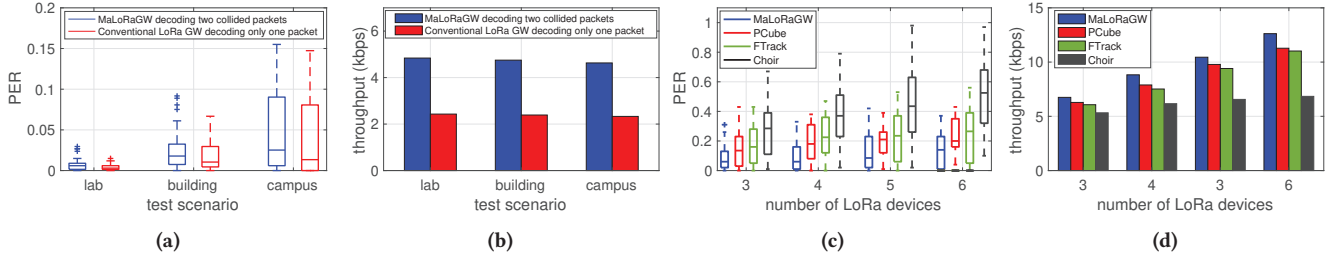 MaLoRaGW decoding two collided packets
Conventional LoRa GW decoding only one packet
0.2
0.15
0.1
0.05
0
PER
lab building campus
test scenario
(a)
MaLoRaGW decoding two collided packets
Conventional LoRa GW decoding only one packet
6
4
2
0
throughput (kbps)
lab building campus
test scenario
(b)
MaLoRaGW
PCube
FTrack
Choir
1
0.8
0.6
0.4
0.2
0
PER
3 4 5 6
number of LoRa devices
(c)
MaLoRaGW
PCube
FTrack
Choir
15
10
5
0
throughput (kbps)
3 4 3 6
number of LoRa devices
(d)